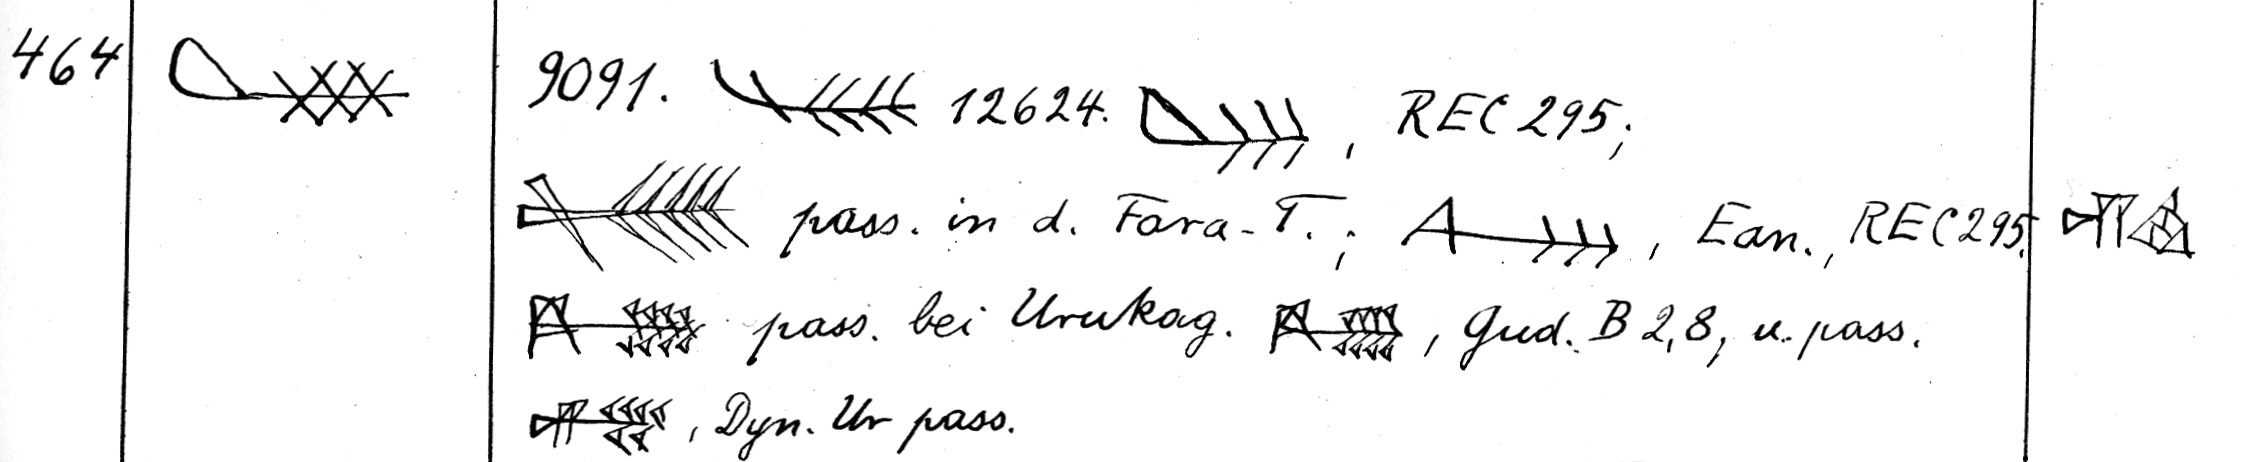 464 9091. 12624. , REC 295;
pass. in d. Fara-T.; , Ean., REC 295.
pass. bei Urukag. , Gud. B 2,8, u. pass.
, Dyn. Ur pass.